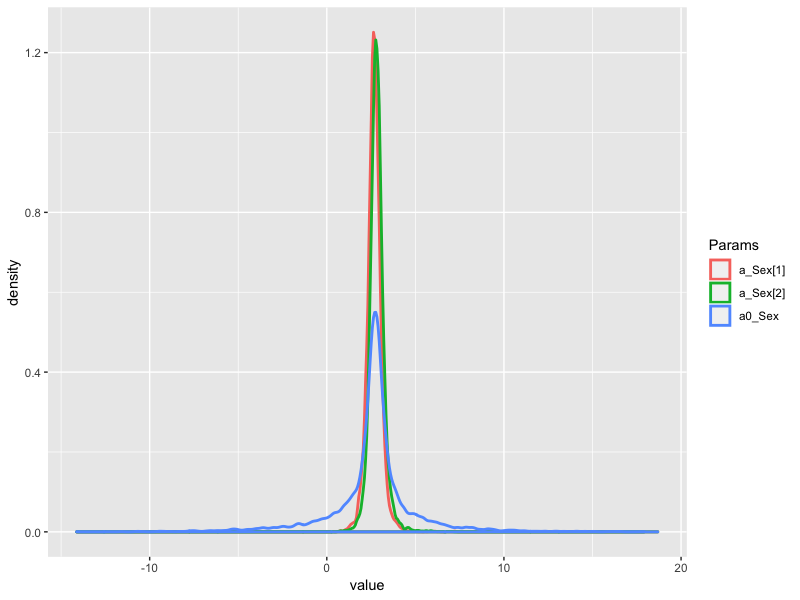 1.2
0.8
0.4
0.0
density
-10
0
10
20
value
Params
a_Sex[1]
a_Sex[2]
a0_Sex